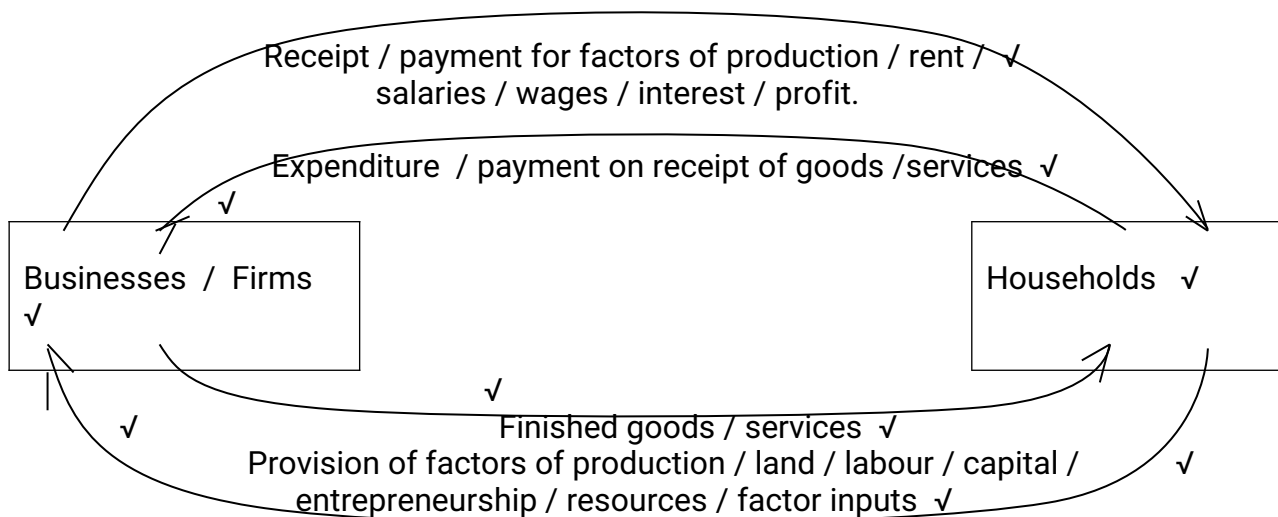 Receipt / payment for factors of production / rent / √
salaries / wages / interest / profit.
Expenditure / payment on receipt of goods /services √
√
Businesses / Firms
√
Households √
√
Finished goods / services √
√
Provision of factors of production / land / labour / capital / √
entrepreneurship / resources / factor inputs √